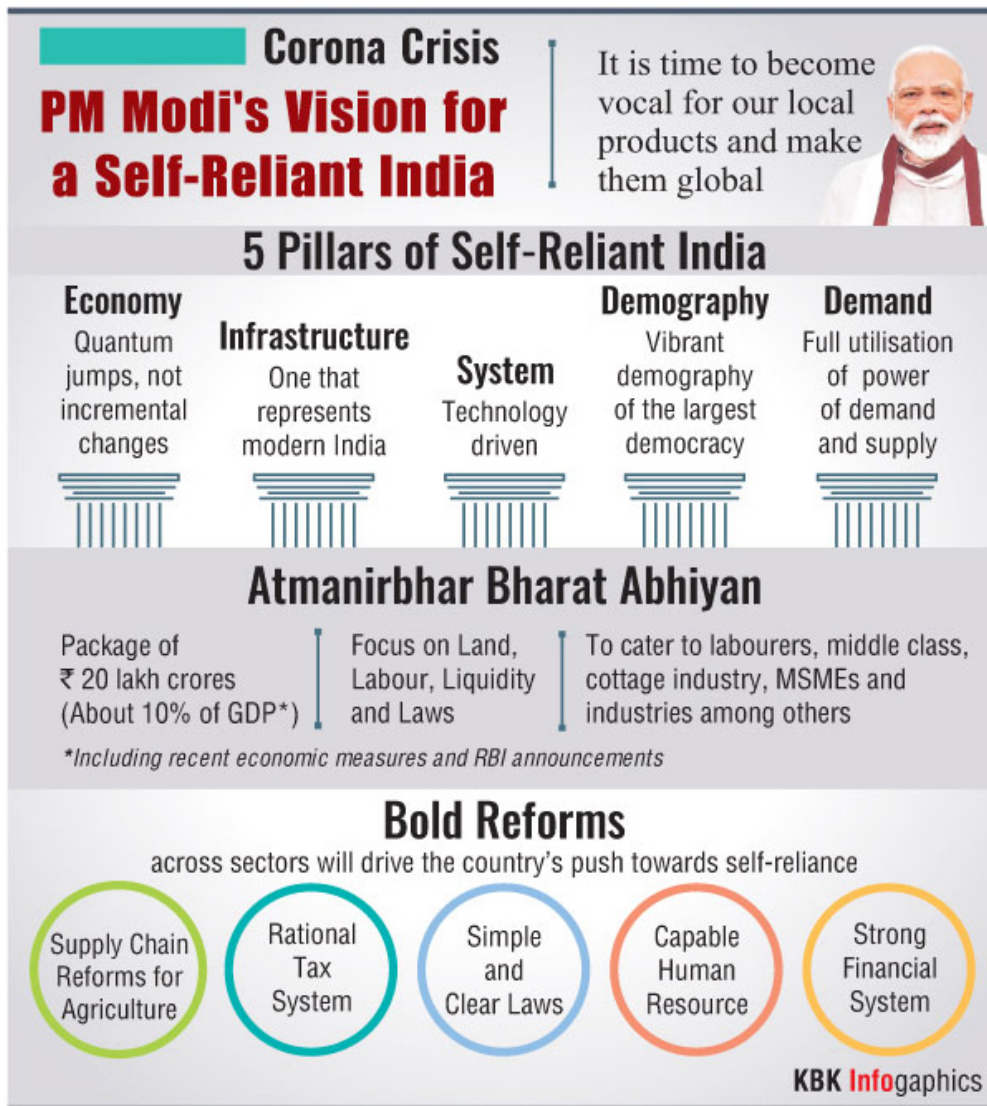 Corona Crisis
PM Modi's Vision for
a Self-Reliant India
It is time to become
vocal for our local
products and make
them global
5 Pillars of Self-Reliant India
Economy
Quantum
jumps, not
incremental
changes
Infrastructure
One that
represents
modern India
System
Technology
driven
Demography
Vibrant
demography
of the largest
democracy
Demand
Full utilisation
of power
of demand
and supply
Atmanirbhar Bharat Abhiyan
Package of
₹ 20 lakh crores
(About 10% of GDP*)
Focus on Land,
Labour, Liquidity
and Laws
To cater to labourers, middle class,
cottage industry, MSMEs and
industries among others
*Including recent economic measures and RBI announcements
Bold Reforms
across sectors will drive the country's push towards self-reliance
Supply Chain
Reforms for
Agriculture
Rational
Tax
System
Simple
and
Clear Laws
Capable
Human
Resource
Strong
Financial
System
KBK Infogaphics